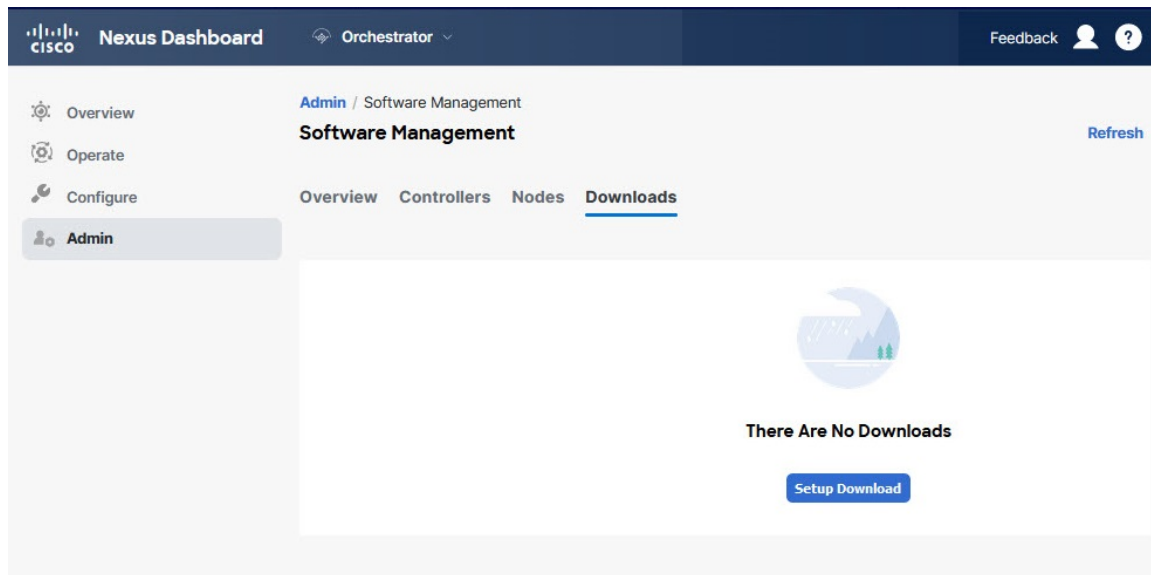 CISCO Nexus Dashboard Orchestrator Feedback ?
Overview
Operate
Configure
Admin
Admin / Software Management
Software Management
Refresh
Overview Controllers Nodes Downloads
There Are No Downloads
Setup Download